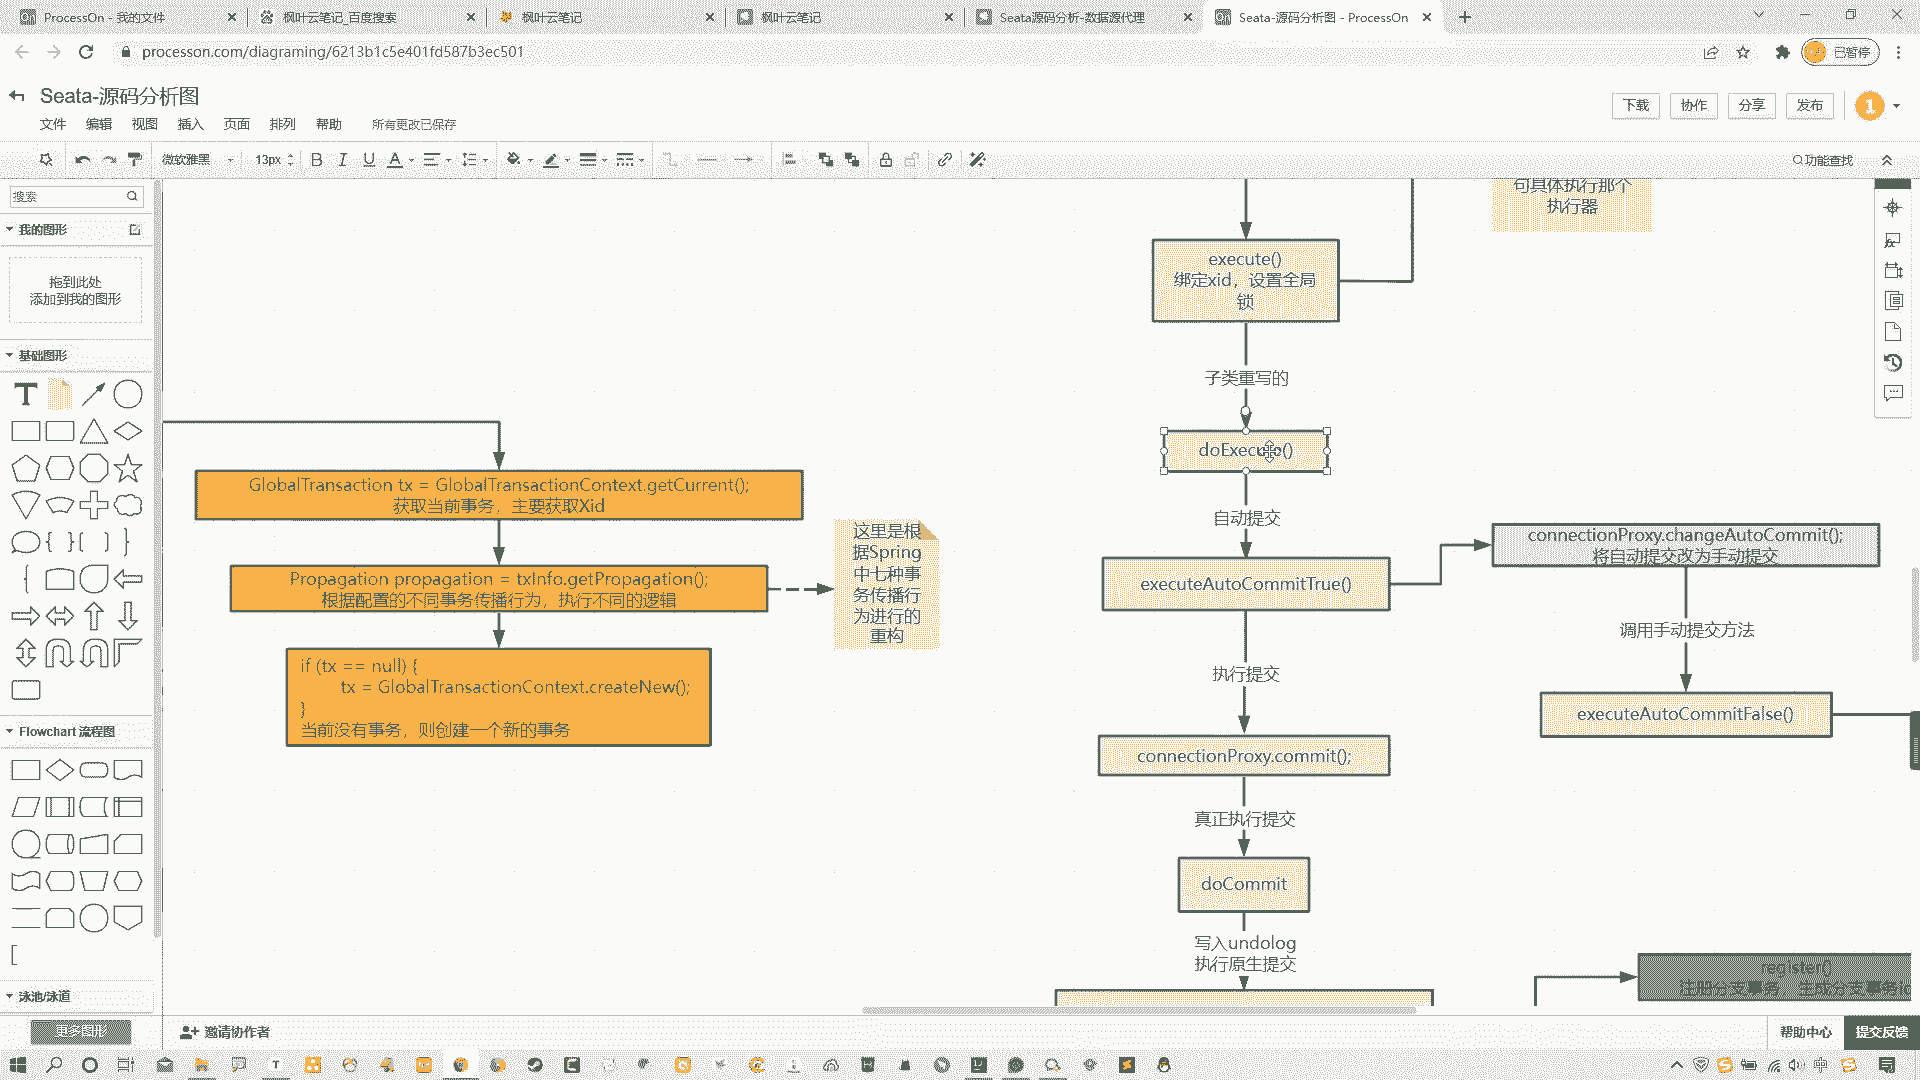 ProcessOn - 我的文件
枫叶云笔记_百度搜索
枫叶云笔记
枫叶云笔记
Seata源码分析-数据源代理
Seata-源码分析图 - ProcessOn
processon.com/diagraming/6213b1c5e401fd587b3ec501
已暂停
Seata-源码分析图
下载
协作
分享
发布
1
文件
编辑
视图
插入
页面
排列
帮助
所有更改已保存
微软雅黑
13px
B
I
U
A
功能查找
搜索
我的图形
拖到此处
添加到我的图形
基础图形
Flowchart 流程图
泳池/泳道
更多图形
邀请协作者
帮助中心
提交反馈
GlobalTransaction tx = GlobalTransactionContext.getCurrent();
获取当前事务，主要获取Xid
Propagation propagation = txInfo.getPropagation();
根据配置的不同事务传播行为，执行不同的逻辑
if (tx == null) {
tx = GlobalTransactionContext.createNew();
}
当前没有事务，则创建一个新的事务
这里是根
据Spring
中七种事
务传播行
为进行的
重构
句具体执行那个
执行器
execute()
绑定xid，设置全局
锁
子类重写的
doExecute()
自动提交
executeAutoCommitTrue()
执行提交
connectionProxy.commit();
真正执行提交
doCommit
写入undolog
执行原生提交
connectionProxy.changeAutoCommit();
将自动提交改为手动提交
调用手动提交方法
executeAutoCommitFalse()
register()
注册分支事务 生成分支事务id
中